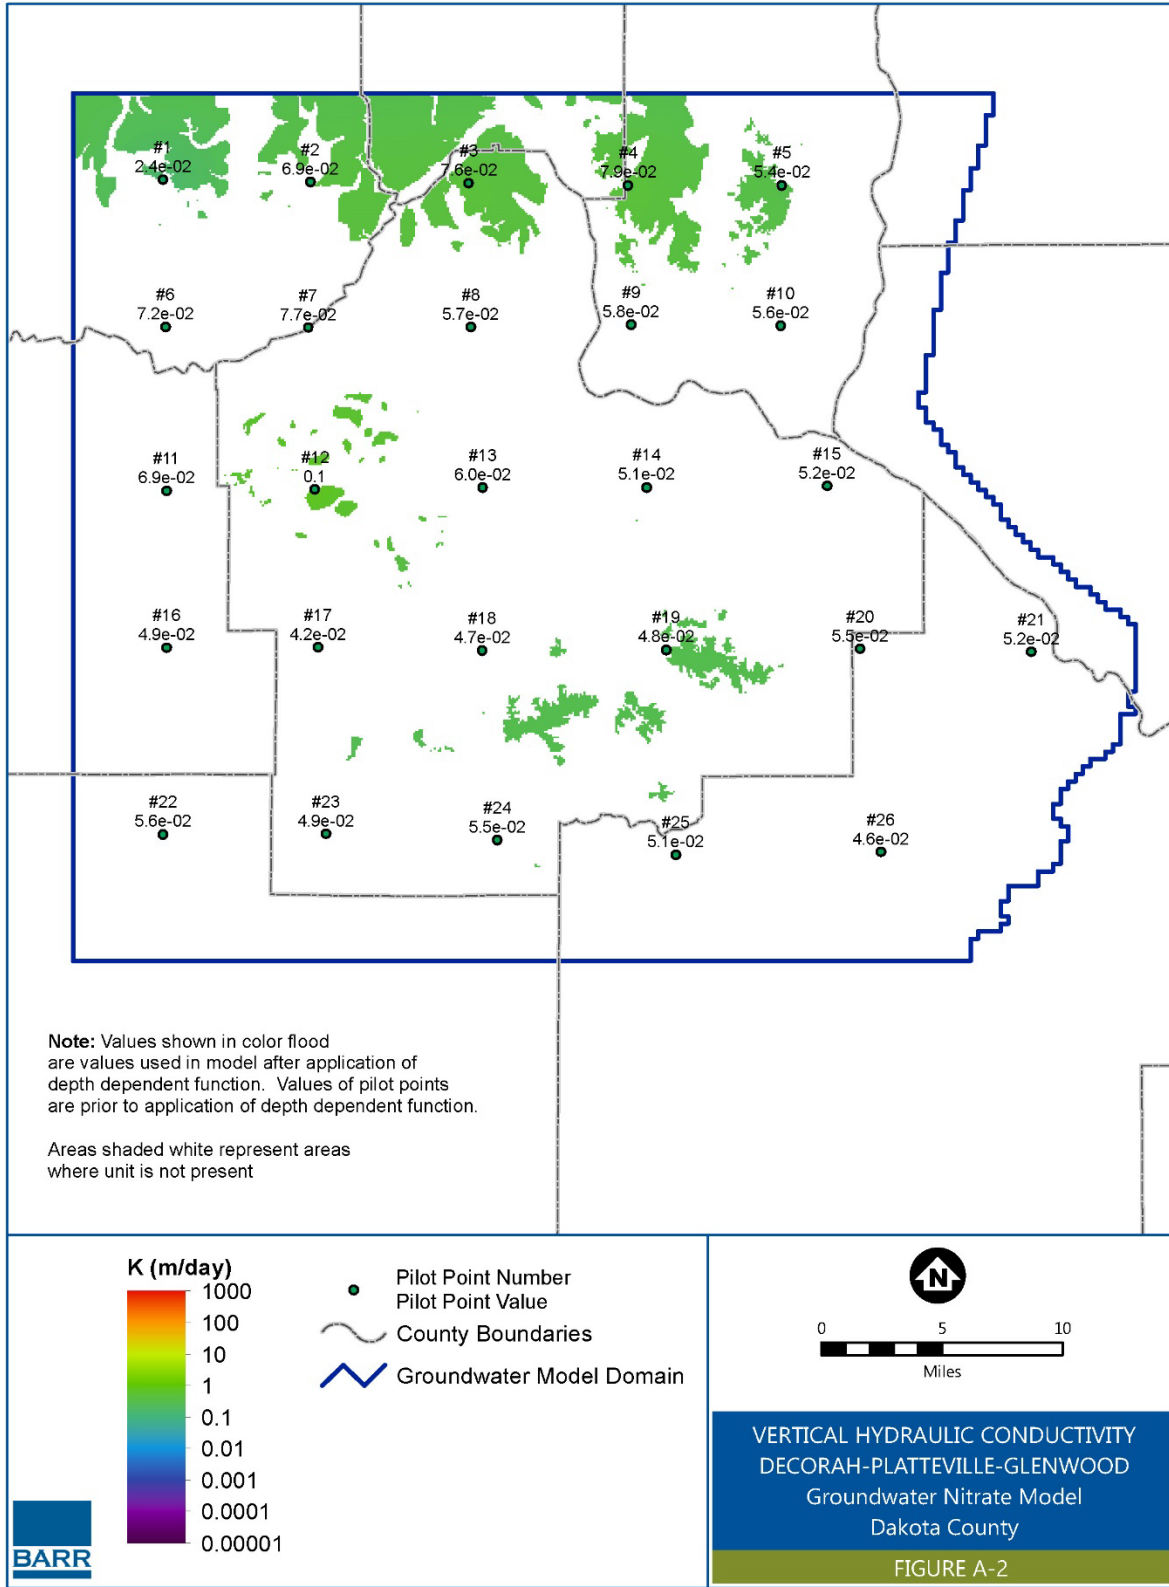 #1
2.4e-02
#2
6.9e-02
#3
7.6e-02
#4
7.9e-02
#5
5.4e-02
#6
7.2e-02
#7
7.7e-02
#8
5.7e-02
#9
5.8e-02
#10
5.6e-02
#11
6.9e-02
#12
0.1
#13
6.0e-02
#14
5.1e-02
#15
5.2e-02
#16
4.9e-02
#17
4.2e-02
#18
4.7e-02
#19
4.8e-02
#20
5.5e-02
#21
5.2e-02
#22
5.6e-02
#23
4.9e-02
#24
5.5e-02
#25
5.1e-02
#26
4.6e-02
Note: Values shown in color flood
are values used in model after application of
depth dependent function. Values of pilot points
are prior to application of depth dependent function.
Areas shaded white represent areas
where unit is not present
K (m/day)
1000
100
10
1
0.1
0.01
0.001
0.0001
0.00001
Pilot Point Number
Pilot Point Value
County Boundaries
Groundwater Model Domain
BARR
N
0 5 10
Miles
VERTICAL HYDRAULIC CONDUCTIVITY
DECORAH-PLATTEVILLE-GLENWOOD
Groundwater Nitrate Model
Dakota County
FIGURE A-2